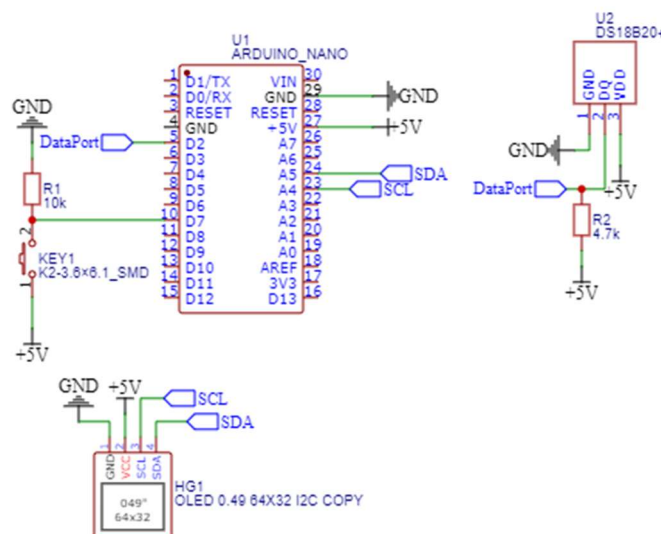 U1
ARDUINO_NANO
1 D1/TX VIN 30
2 D0/RX GND 29 GND
3 RESET RESET 28
4 GND +5V 27 +5V
DataPort 5 D2 A7 26
6 D3 A6 25
7 D4 A5 24 SDA
8 D5 A4 23 SCL
9 D6 A3 22
10 D7 A2 21
11 D8 A1 20
12 D9 A0 19
13 D10 AREF 18
14 D11 3V3 17
15 D12 D13 16
GND
R1
10k
2
KEY1
K2-3.6×6.1_SMD
1
+5V
U2
DS18B20+
GND DQ VDD
1 2 3
GND
+5V
DataPort
R2
4.7k
+5V
GND +5V
SCL
SDA
1 2 3 4
GND VCC SCL SDA
HG1
OLED 0.49 64X32 I2C COPY
049"
64x32